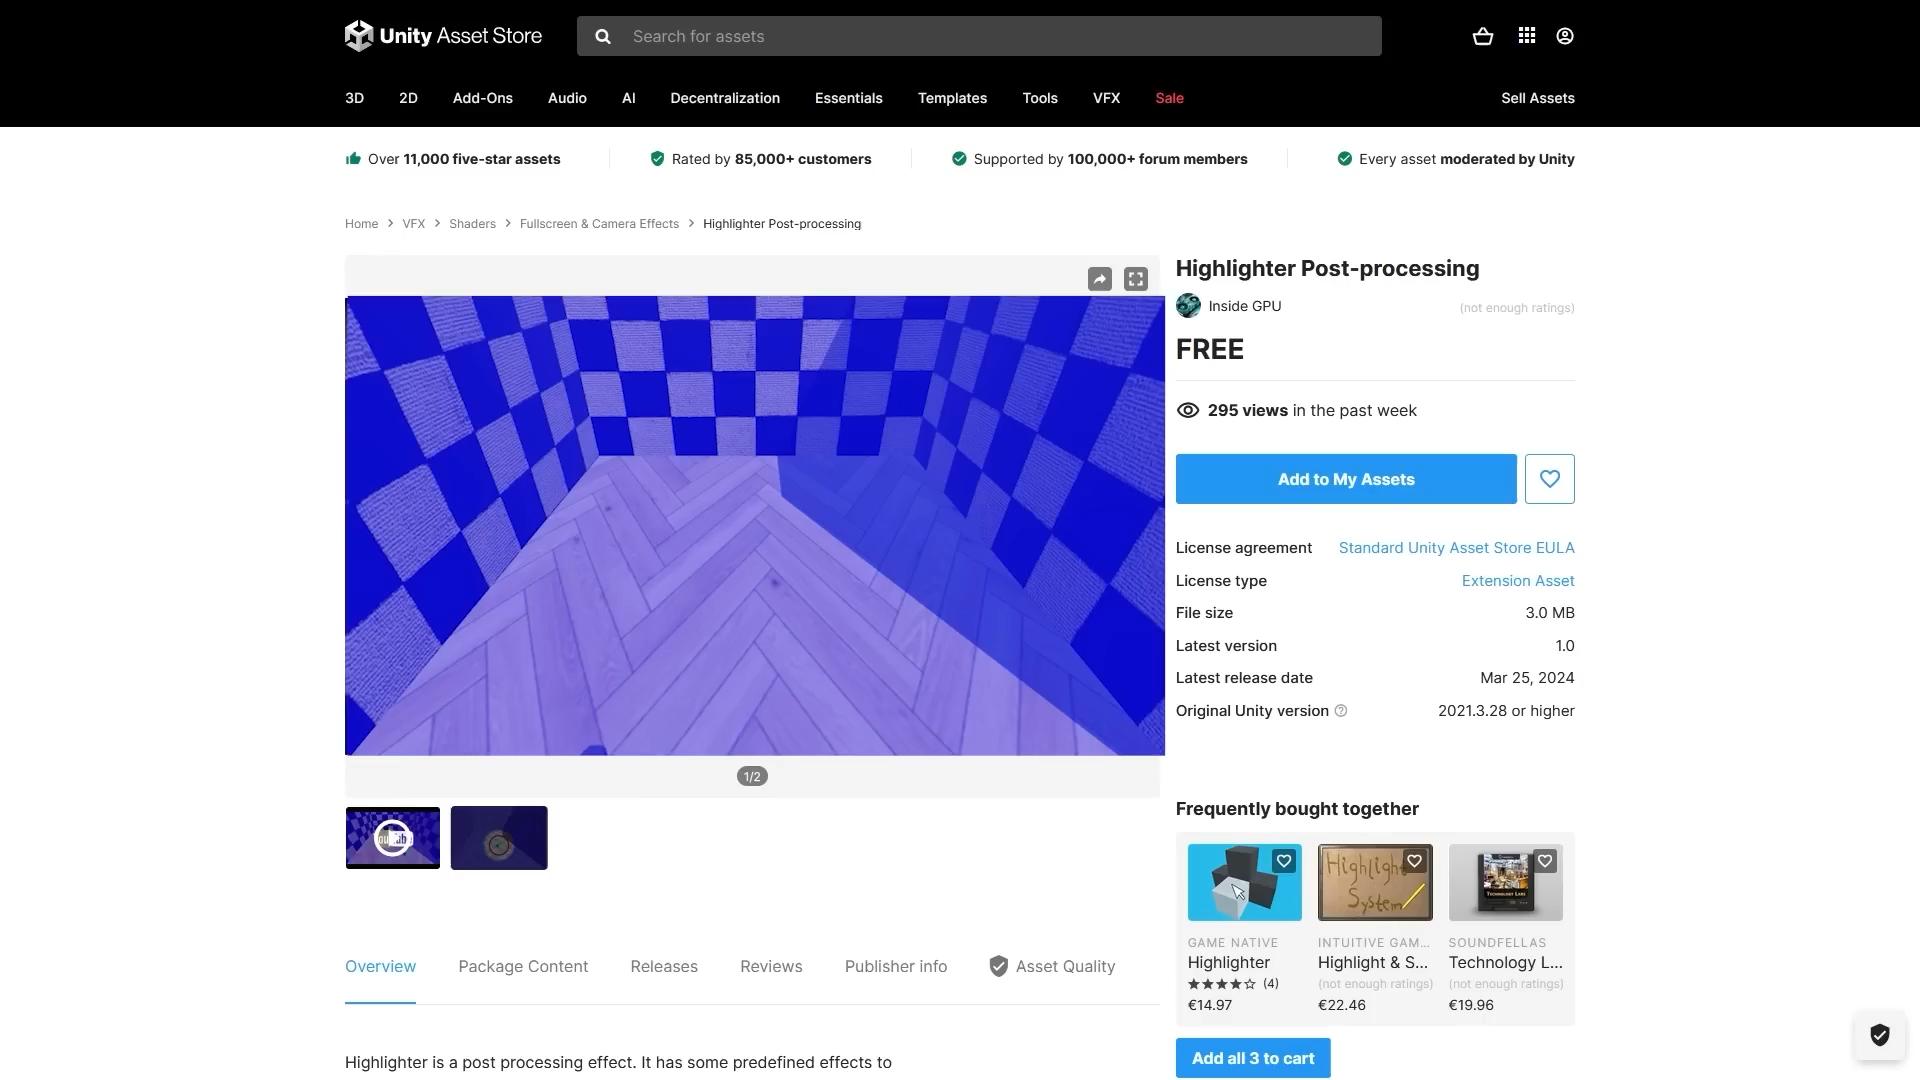 Unity Asset Store
Search for assets
3D 2D Add-Ons Audio AI Decentralization Essentials Templates Tools VFX Sale Sell Assets
Over 11,000 five-star assets
Rated by 85,000+ customers
Supported by 100,000+ forum members
Every asset moderated by Unity
Home > VFX > Shaders > Fullscreen & Camera Effects > Highlighter Post-processing
1/2
Highlighter Post-processing
Inside GPU (not enough ratings)
FREE
295 views in the past week
Add to My Assets
License agreement Standard Unity Asset Store EULA
License type Extension Asset
File size 3.0 MB
Latest version 1.0
Latest release date Mar 25, 2024
Original Unity version 2021.3.28 or higher
Frequently bought together
Highlight
System
TECHNOLOGY LABS
GAME NATIVE
Highlighter
(4)
€14.97
INTUITIVE GAM...
Highlight & S...
(not enough ratings)
€22.46
SOUNDFELLAS
Technology L...
(not enough ratings)
€19.96
Add all 3 to cart
Overview Package Content Releases Reviews Publisher info Asset Quality
Highlighter is a post processing effect. It has some predefined effects to